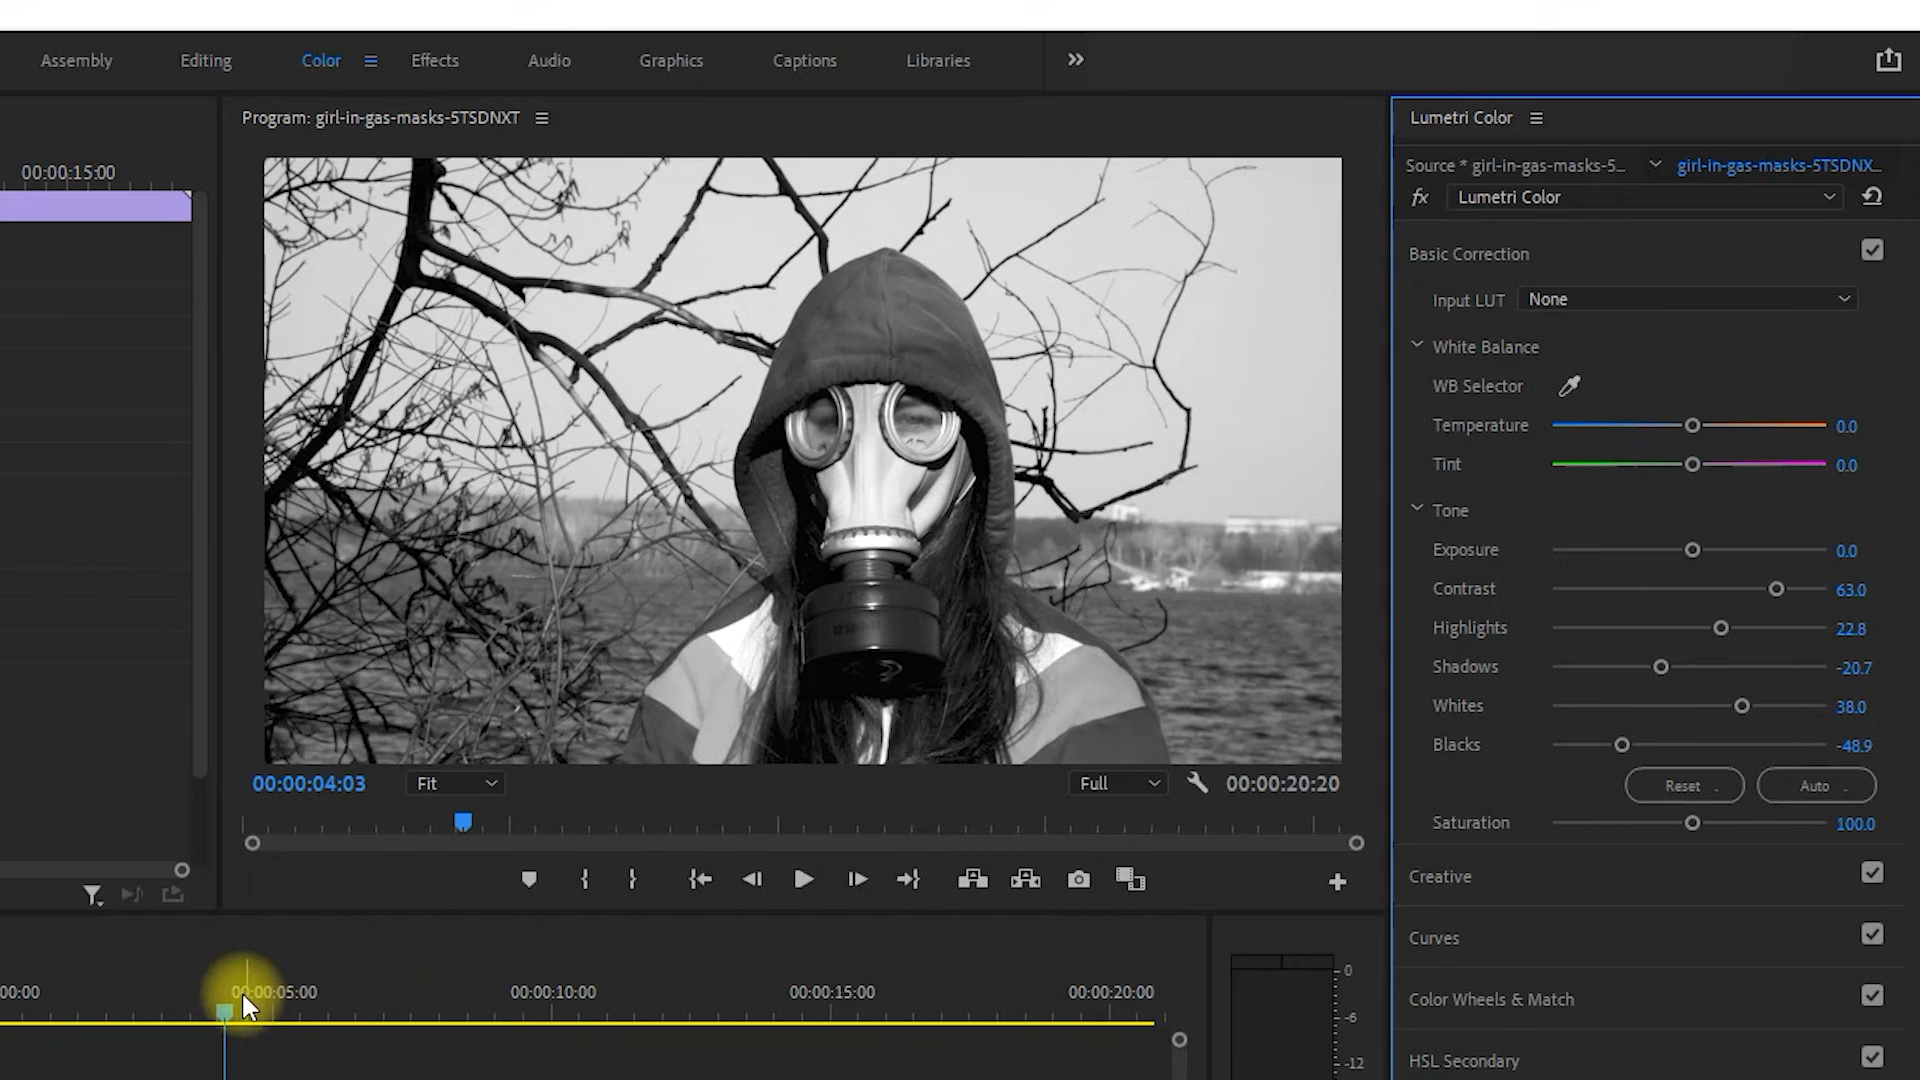 Assembly
Editing
Color
Effects
Audio
Graphics
Captions
Libraries
Program: girl-in-gas-masks-5TSDNXT
Lumetri Color
00:00:15:00
Source * girl-in-gas-masks-5...
girl-in-gas-masks-5TSDNX...
fx
Lumetri Color
Basic Correction
Input LUT
None
White Balance
WB Selector
Temperature
0.0
Tint
0.0
Tone
Exposure
0.0
Contrast
63.0
Highlights
22.8
Shadows
-20.7
Whites
38.0
Blacks
-48.9
Reset
Auto
Saturation
100.0
Creative
Curves
Color Wheels & Match
HSL Secondary
00:00:04:03
Fit
Full
00:00:20:20
00:00
00:00:05:00
00:00:10:00
00:00:15:00
00:00:20:00
0
-6
-12